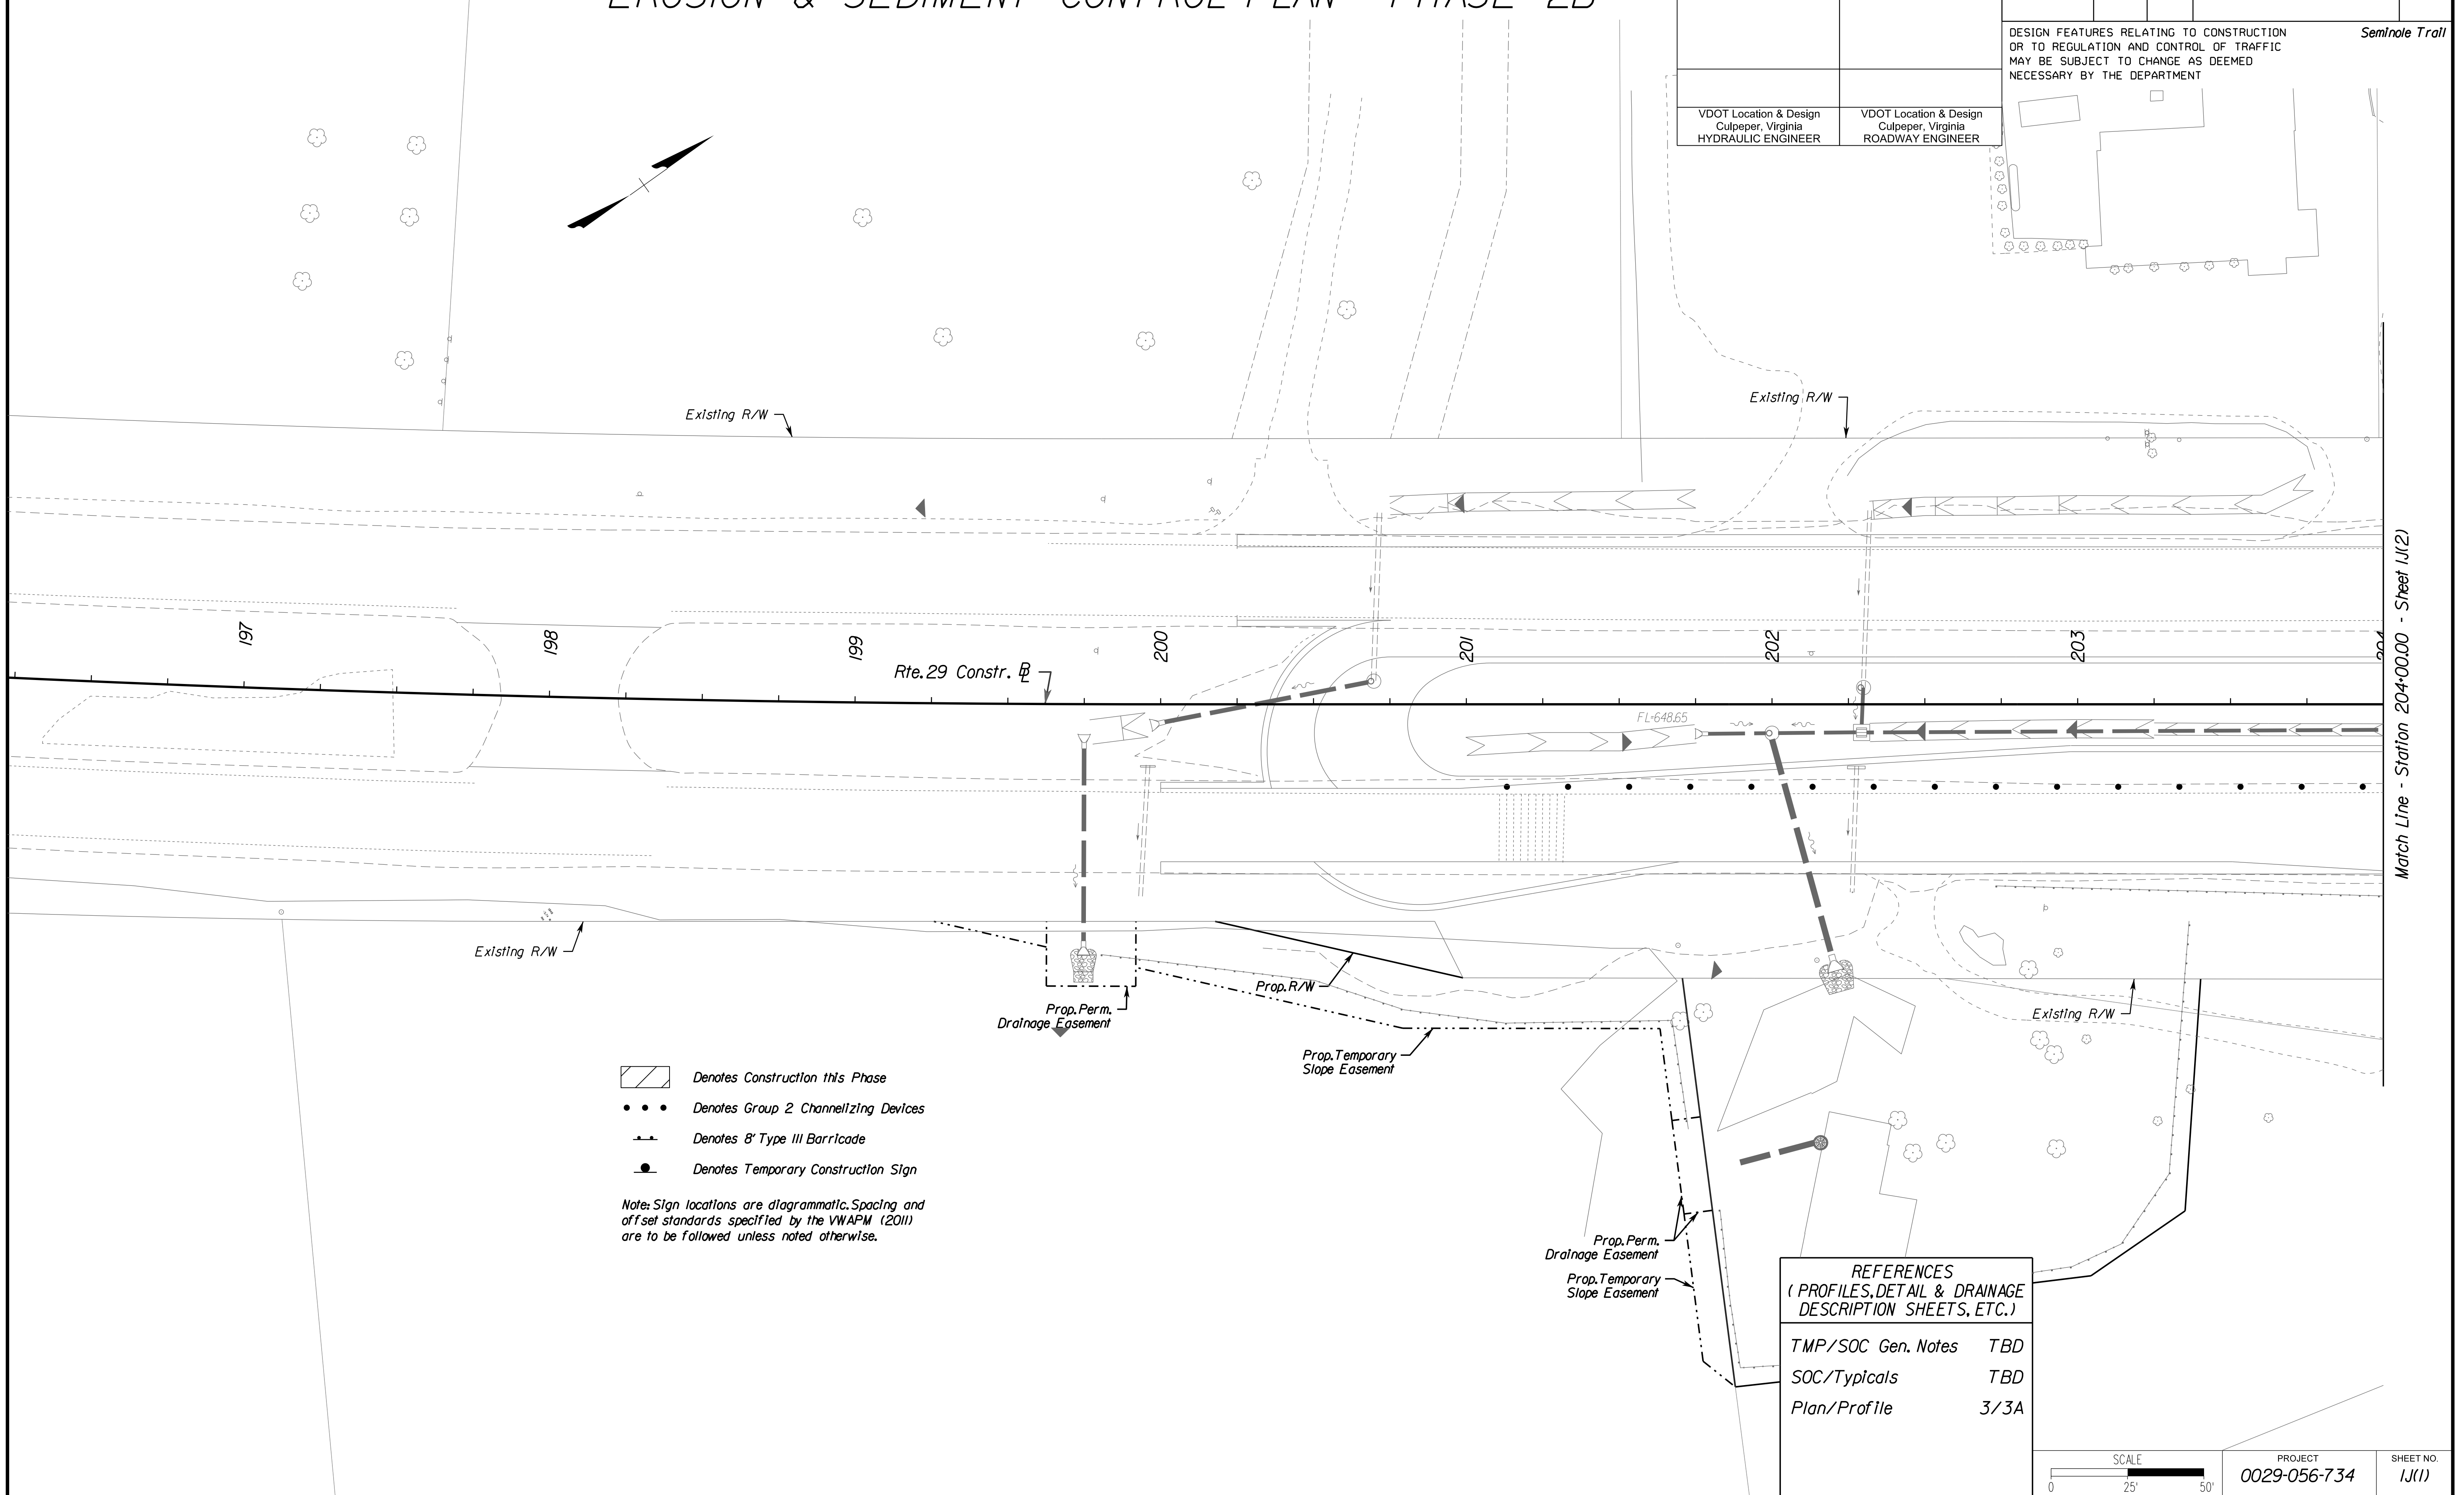 EROSION & SEDIMENT CONTROL PLAN - PHASE 2B
DESIGN FEATURES RELATING TO CONSTRUCTION
OR TO REGULATION AND CONTROL OF TRAFFIC
MAY BE SUBJECT TO CHANGE AS DEEMED
NECESSARY BY THE DEPARTMENT
Seminole Trail
VDOT Location & Design
Culpeper, Virginia
HYDRAULIC ENGINEER
VDOT Location & Design
Culpeper, Virginia
ROADWAY ENGINEER
Existing R/W
Existing R/W
197
198
199
200
201
202
203
204
Rte. 29 Constr. BL
FL=648.65
Match Line - Station 204+00.00 - Sheet 1J(2)
Existing R/W
Prop. Perm.
Drainage Easement
Prop. R/W
Prop. Temporary
Slope Easement
Existing R/W
Denotes Construction this Phase
Denotes Group 2 Channelizing Devices
Denotes 8' Type III Barricade
Denotes Temporary Construction Sign
Note: Sign locations are diagrammatic. Spacing and
offset standards specified by the VWAPM (2011)
are to be followed unless noted otherwise.
Prop. Perm.
Drainage Easement
Prop. Temporary
Slope Easement
REFERENCES
( PROFILES, DETAIL & DRAINAGE
DESCRIPTION SHEETS, ETC.)
TMP/SOC Gen. Notes TBD
SOC/Typicals TBD
Plan/Profile 3/3A
SCALE
0 25' 50'
PROJECT
0029-056-734
SHEET NO.
1J(1)